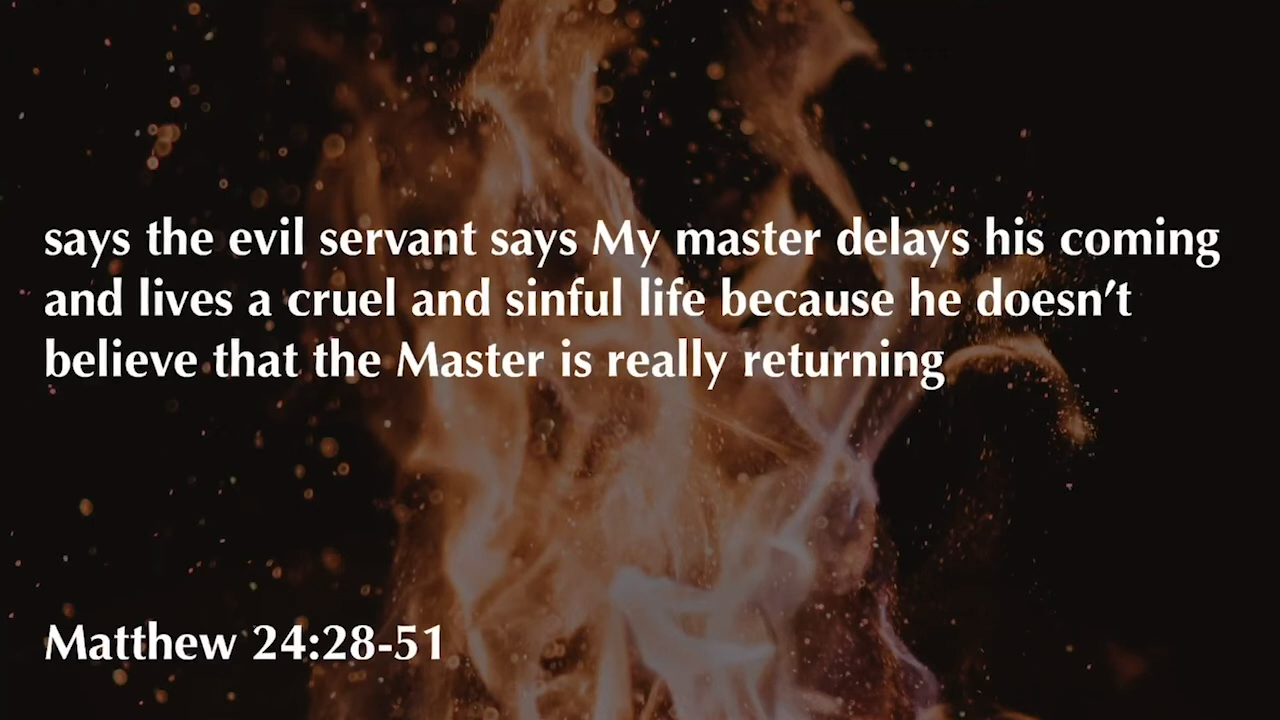 says the evil servant says My master delays his coming
and lives a cruel and sinful life because he doesn’t
believe that the Master is really returning
Matthew 24:28-51